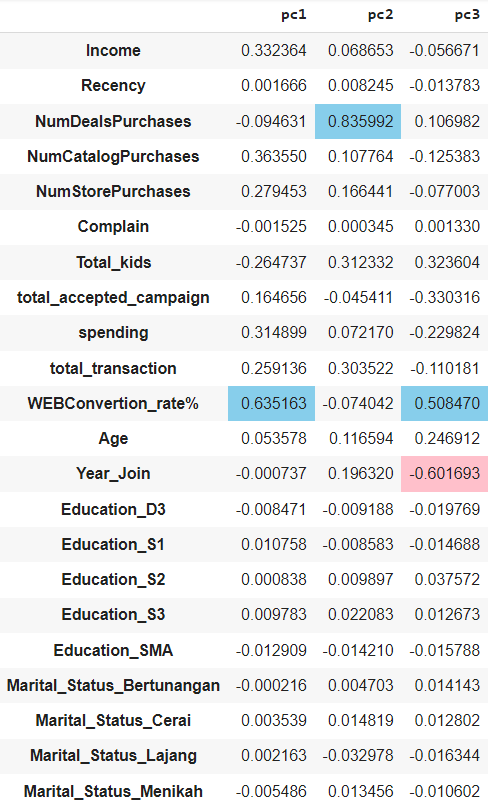 pc1 pc2 pc3
Income 0.332364 0.068653 -0.056671
Recency 0.001666 0.008245 -0.013783
NumDealsPurchases -0.094631 0.835992 0.106982
NumCatalogPurchases 0.363550 0.107764 -0.125383
NumStorePurchases 0.279453 0.166441 -0.077003
Complain -0.001525 0.000345 0.001330
Total_kids -0.264737 0.312332 0.323604
total_accepted_campaign 0.164656 -0.045411 -0.330316
spending 0.314899 0.072170 -0.229824
total_transaction 0.259136 0.303522 -0.110181
WEBConvertion_rate% 0.635163 -0.074042 0.508470
Age 0.053578 0.116594 0.246912
Year_Join -0.000737 0.196320 -0.601693
Education_D3 -0.008471 -0.009188 -0.019769
Education_S1 0.010758 -0.008583 -0.014688
Education_S2 0.000838 0.009897 0.037572
Education_S3 0.009783 0.022083 0.012673
Education_SMA -0.012909 -0.014210 -0.015788
Marital_Status_Bertunangan -0.000216 0.004703 0.014143
Marital_Status_Cerai 0.003539 0.014819 0.012802
Marital_Status_Lajang 0.002163 -0.032978 -0.016344
Marital_Status_Menikah -0.005486 0.013456 -0.010602